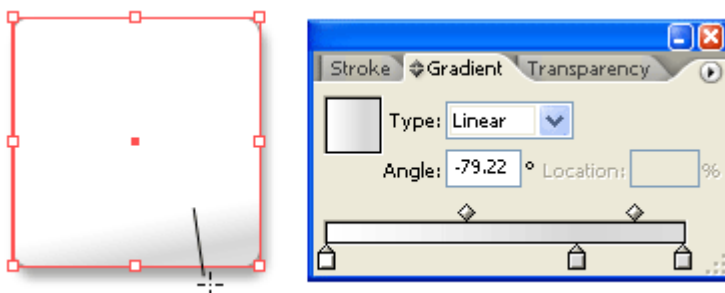 Stroke Gradient Transparency
Type: Linear
Angle: -79.22 ° Location: %